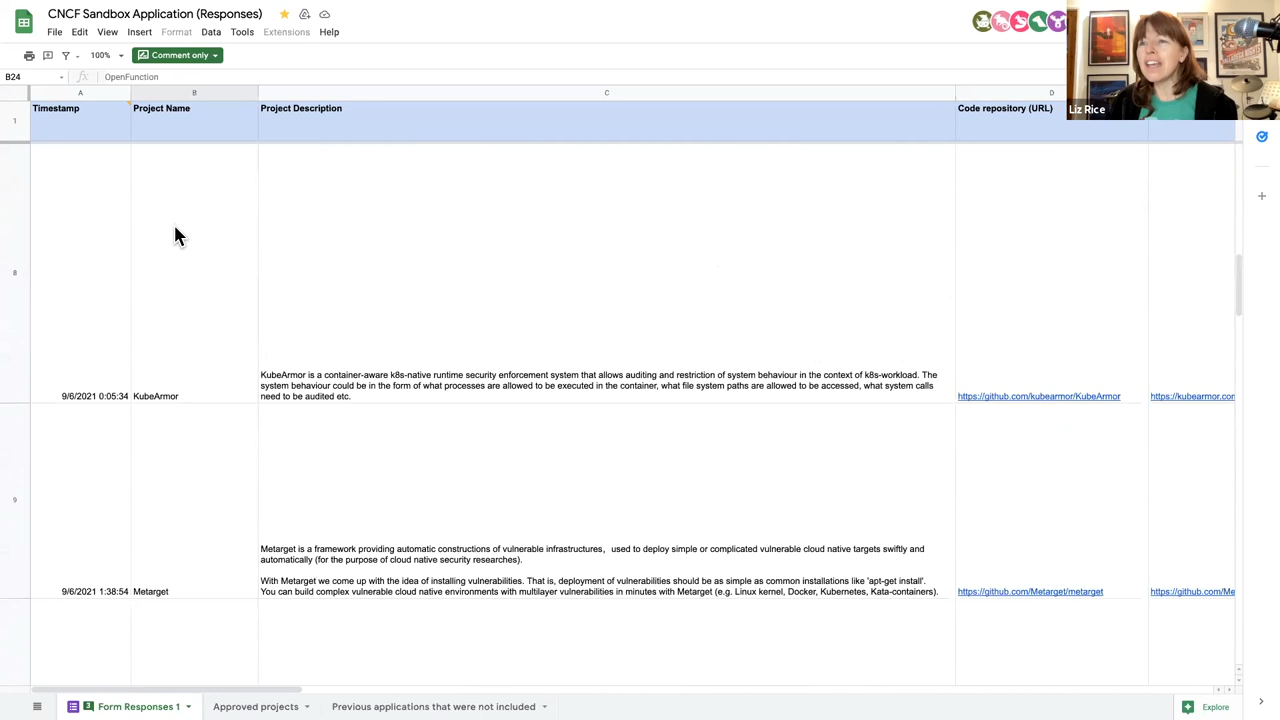 CNCF Sandbox Application (Responses)
File Edit View Insert Format Data Tools Extensions Help
100% Comment only
B24 fx OpenFunction
A B C D
1 Timestamp Project Name Project Description Code repository (URL)
Liz Rice
8
KubeArmor is a container-aware k8s-native runtime security enforcement system that allows auditing and restriction of system behaviour in the context of k8s-workload. The
system behaviour could be in the form of what processes are allowed to be executed in the container, what file system paths are allowed to be accessed, what system calls
9/6/2021 0:05:34 KubeArmor need to be audited etc. https://github.com/kubearmor/KubeArmor https://kubearmor.com
9
Metarget is a framework providing automatic constructions of vulnerable infrastructures，used to deploy simple or complicated vulnerable cloud native targets swiftly and
automatically (for the purpose of cloud native security researches).
With Metarget we come up with the idea of installing vulnerabilities. That is, deployment of vulnerabilities should be as simple as common installations like 'apt-get install'.
9/6/2021 1:38:54 Metarget You can build complex vulnerable cloud native environments with multilayer vulnerabilities in minutes with Metarget (e.g. Linux kernel, Docker, Kubernetes, Kata-containers). https://github.com/Metarget/metarget https://github.com/Me
3 Form Responses 1 Approved projects Previous applications that were not included Explore